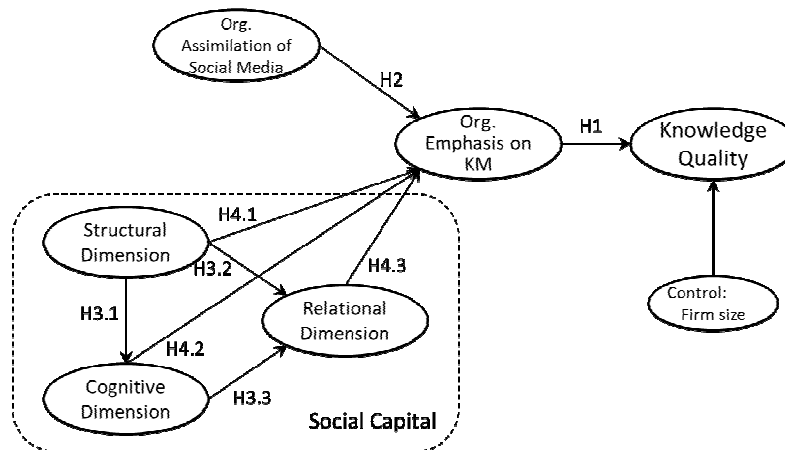 Org.
Assimilation of
Social Media
H2
Org.
Emphasis on
KM
H1
Knowledge
Quality
Structural
Dimension
H4.1
H3.2
H4.3
H3.1
Relational
Dimension
Control:
Firm size
H4.2
Cognitive
Dimension
H3.3
Social Capital